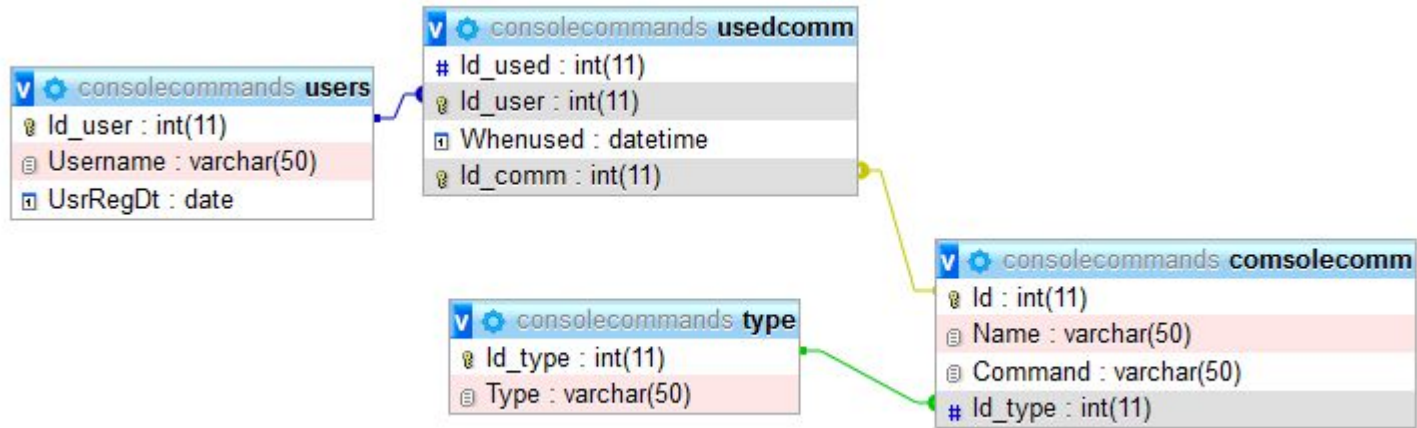 v consolecommands usedcomm
# Id_used : int(11)
Id_user : int(11)
Whenused : datetime
Id_comm : int(11)
v consolecommands users
Id_user : int(11)
Username : varchar(50)
UsrRegDt : date
v consolecommands comsolecomm
Id : int(11)
Name : varchar(50)
Command : varchar(50)
# Id_type : int(11)
v consolecommands type
Id_type : int(11)
Type : varchar(50)